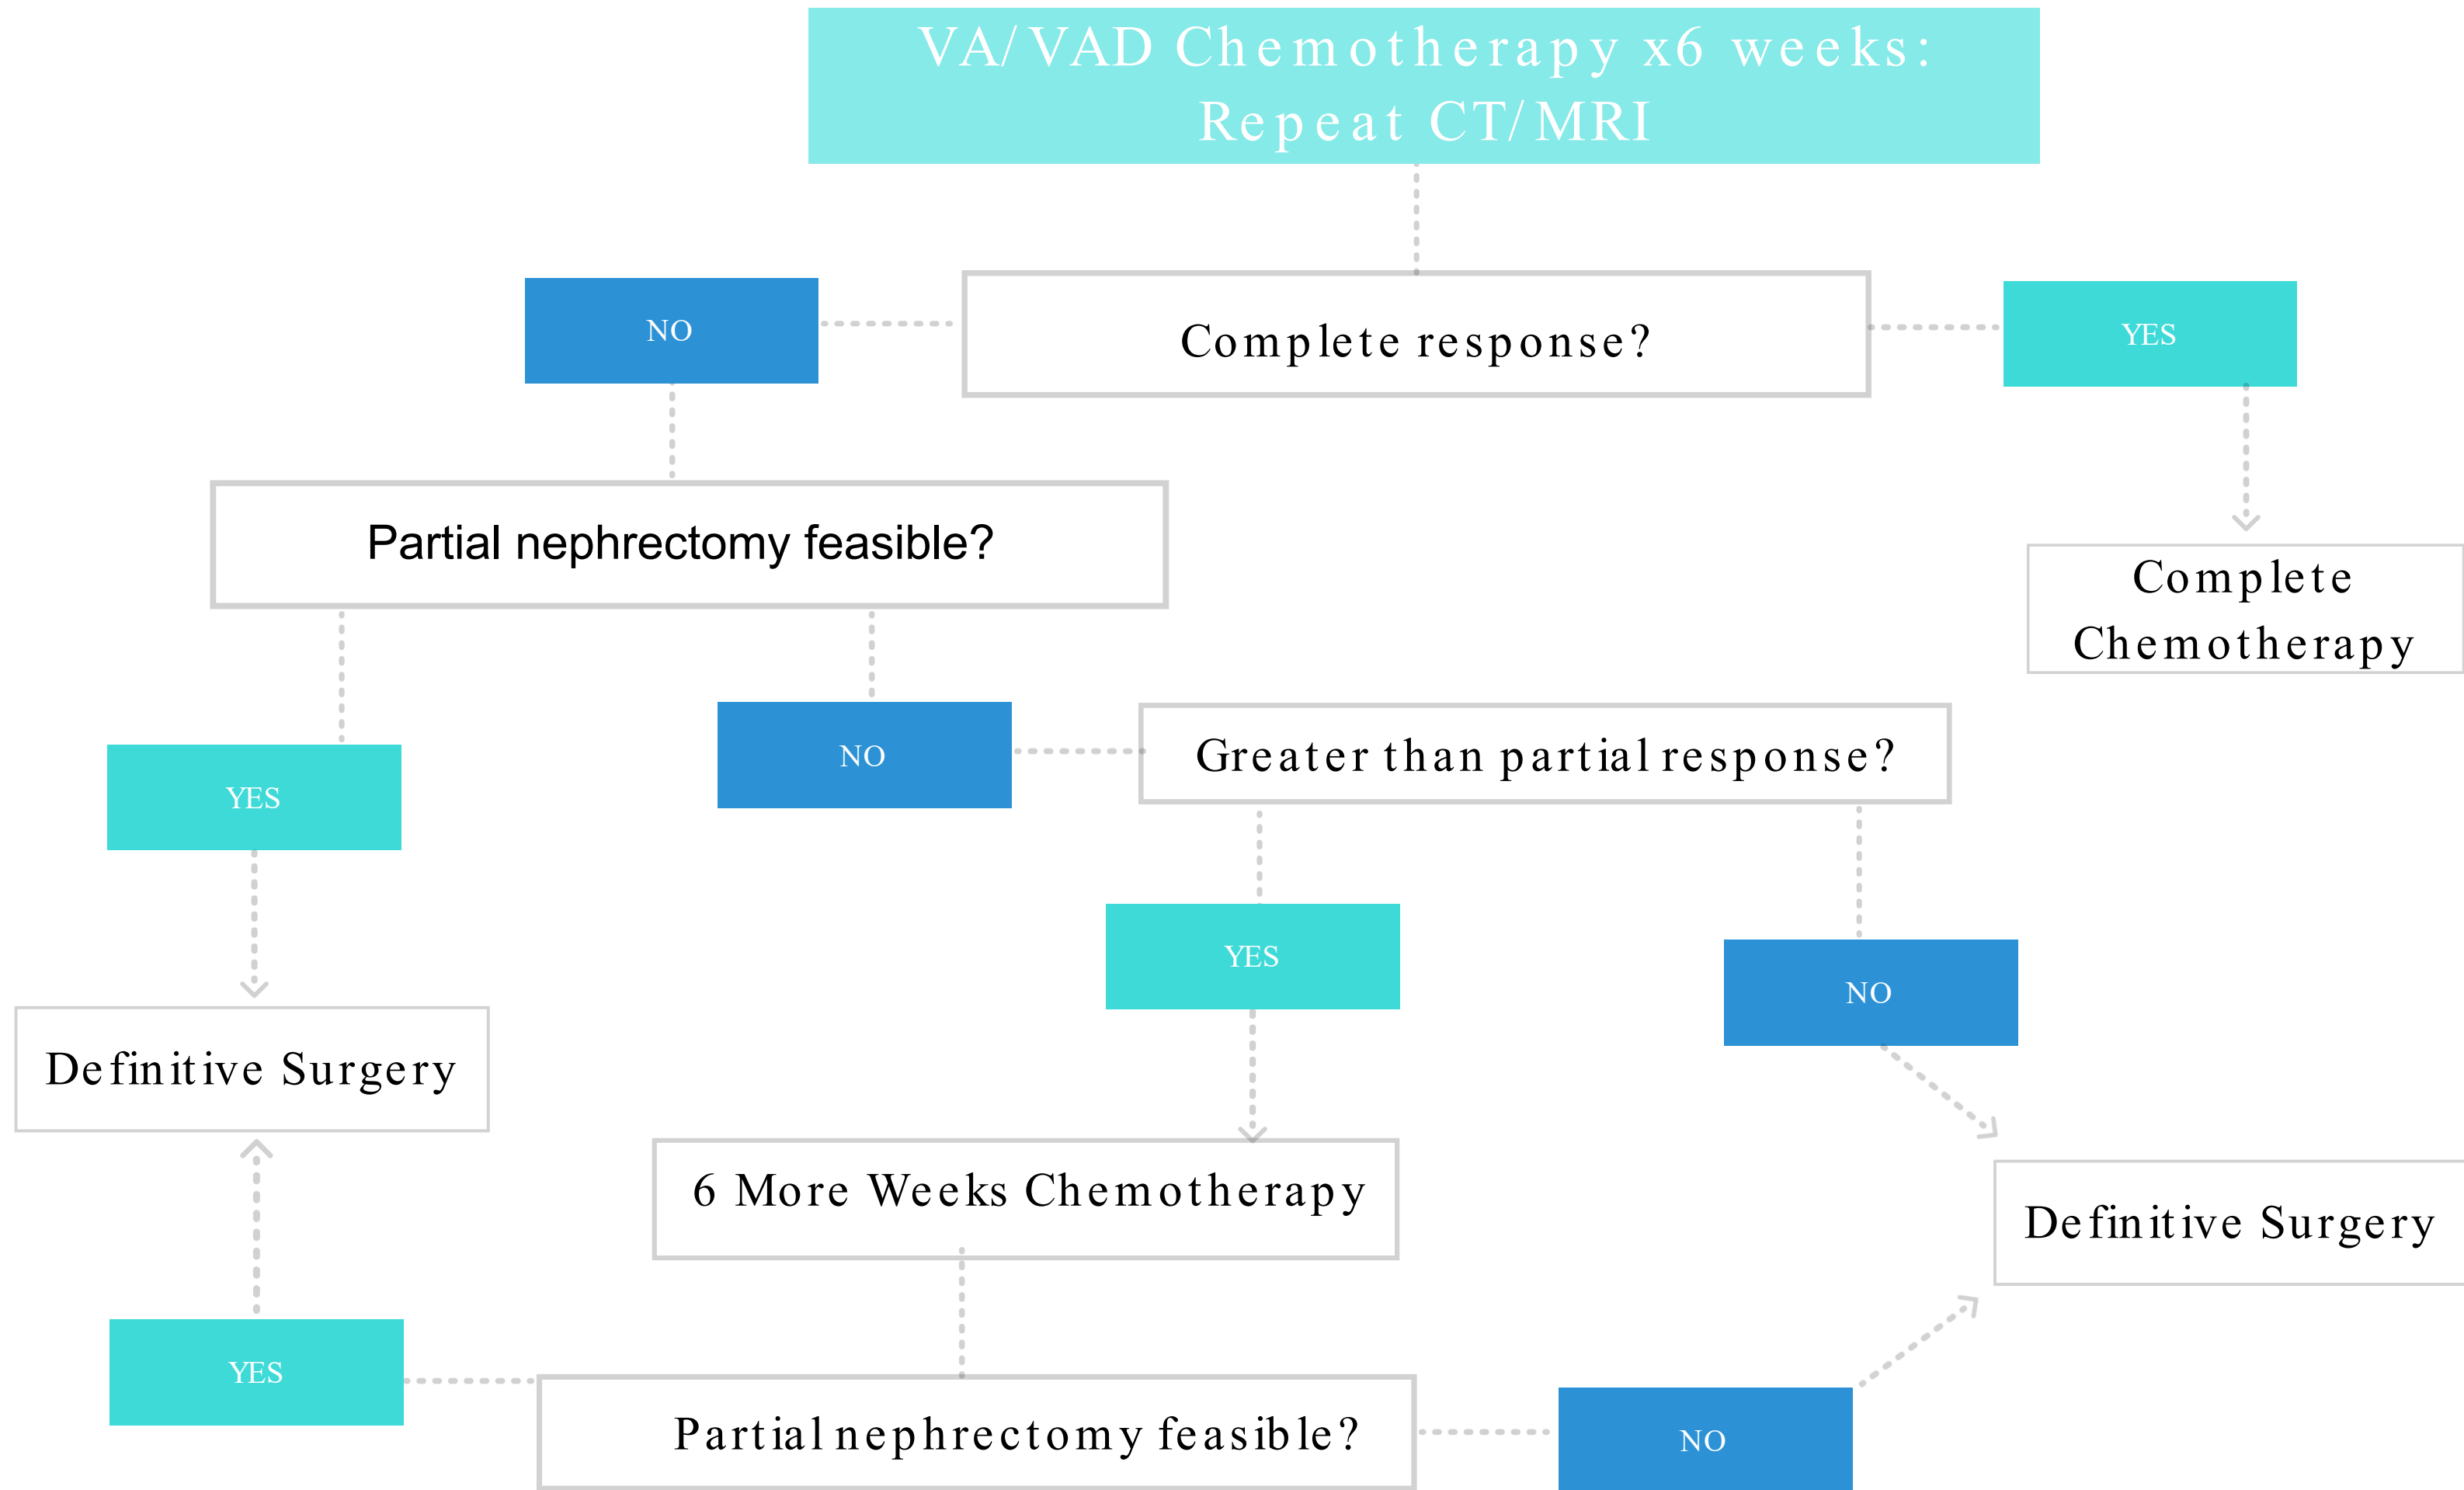 VA/VAD Chemotherapy x6 weeks:
Repeat CT/MRI
NO
Complete response?
YES
Partial nephrectomy feasible?
Complete
Chemotherapy
NO
Greater than partial response?
YES
YES
NO
Definitive Surgery
6 More Weeks Chemotherapy
Definitive Surgery
YES
Partial nephrectomy feasible?
NO